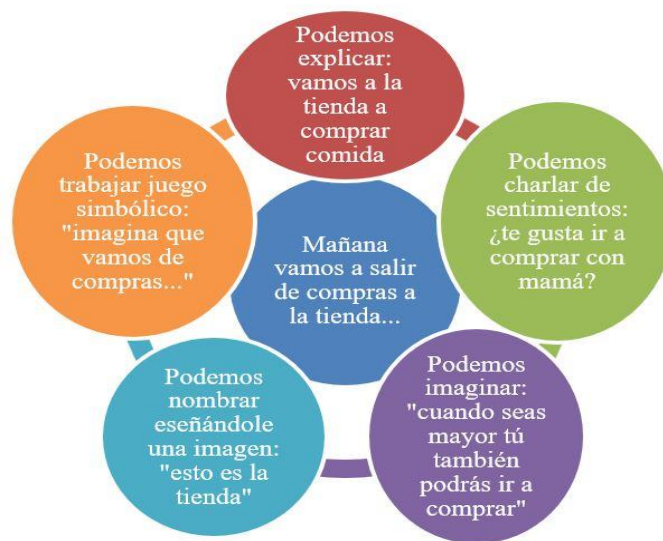 Podemos
explicar:
vamos a la
tienda a
comprar
comida
Podemos
charlar de
sentimientos:
¿te gusta ir a
comprar con
mamá?
Podemos
imaginar:
"cuando seas
mayor tú
también
podrás ir a
comprar"
Podemos
nombrar
eseñándole
una imagen:
"esto es la
tienda"
Podemos
trabajar juego
simbólico:
"imagina que
vamos de
compras..."
Mañana
vamos a salir
de compras a
la tienda...